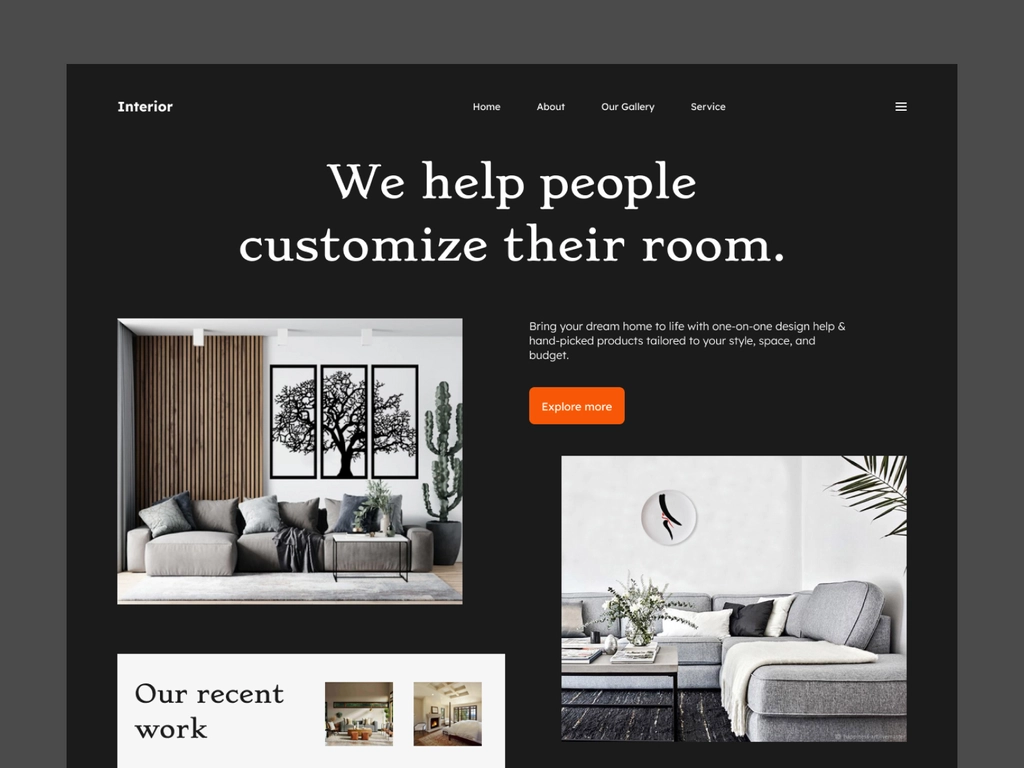 Interior
Home About Our Gallery Service
We help people
customize their room.
Bring your dream home to life with one-on-one design help &
hand-picked products tailored to your style, space, and
budget.
Explore more
Our recent
work